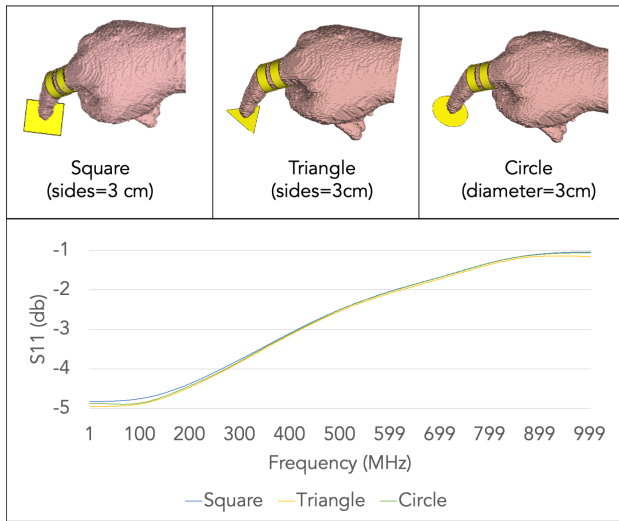 Square
(sides=3 cm)
Triangle
(sides=3cm)
Circle
(diameter=3cm)
-1
-2
-3
-4
-5
S11 (db)
1 100 200 300 400 500 599 699 799 899 999
Frequency (MHz)
Square Triangle Circle